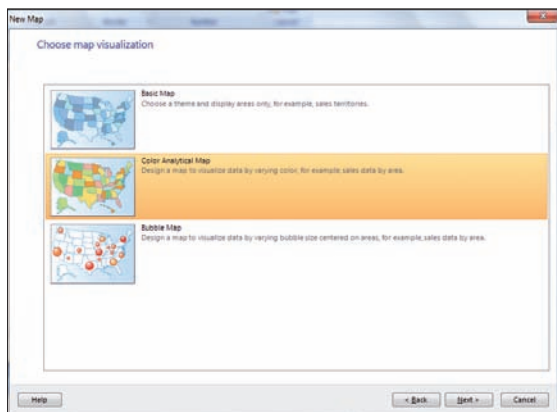 New Map
Choose map visualization
Basic Map
Choose a theme and display areas only, for example, sales territories.
Color Analytical Map
Design a map to visualize data by varying color, for example sales data by area.
Bubble Map
Design a map to visualize data by varying bubble size centered on areas, for example, sales data by area.
Help
< Back
Next >
Cancel